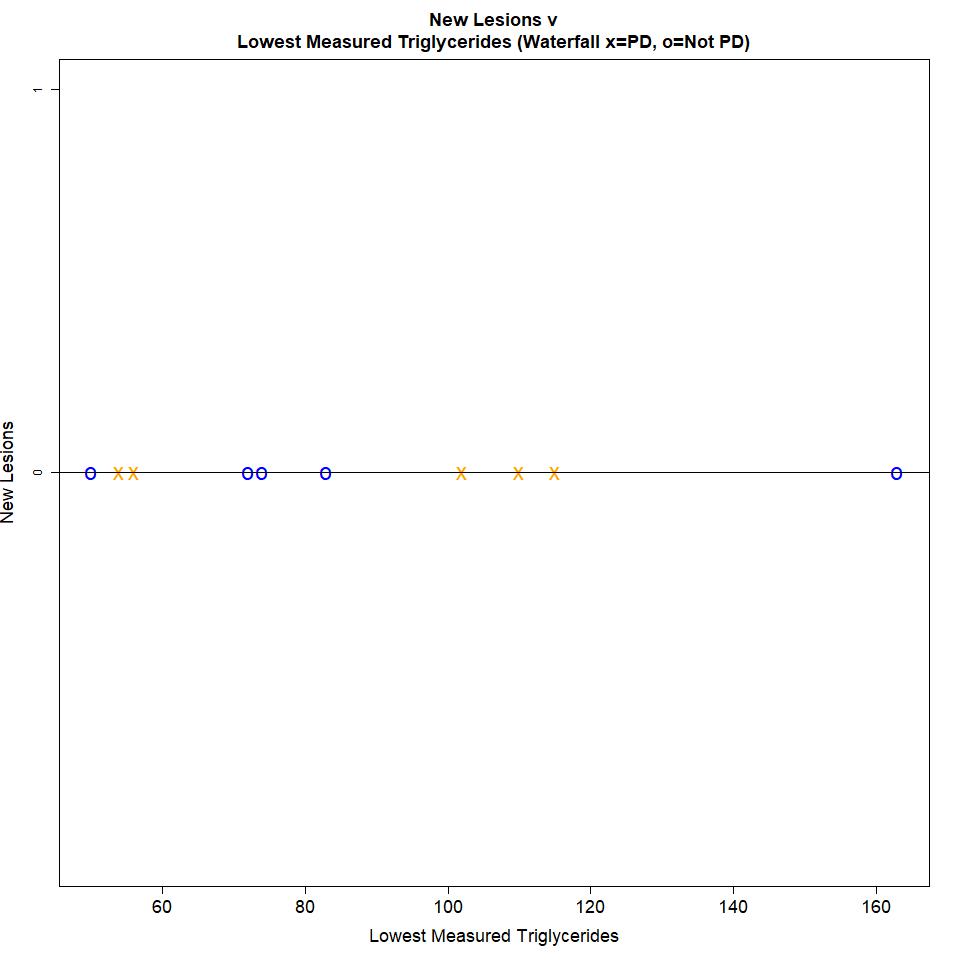 New Lesions v
Lowest Measured Triglycerides (Waterfall x=PD, o=Not PD)
1
New Lesions
0
o x x o o o x x x o
60 80 100 120 140 160
Lowest Measured Triglycerides